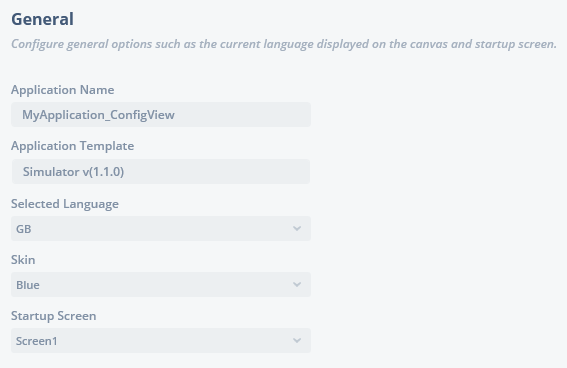 General
Configure general options such as the current language displayed on the canvas and startup screen.
Application Name
MyApplication_ConfigView
Application Template
Simulator v(1.1.0)
Selected Language
GB
Skin
Blue
Startup Screen
Screen1